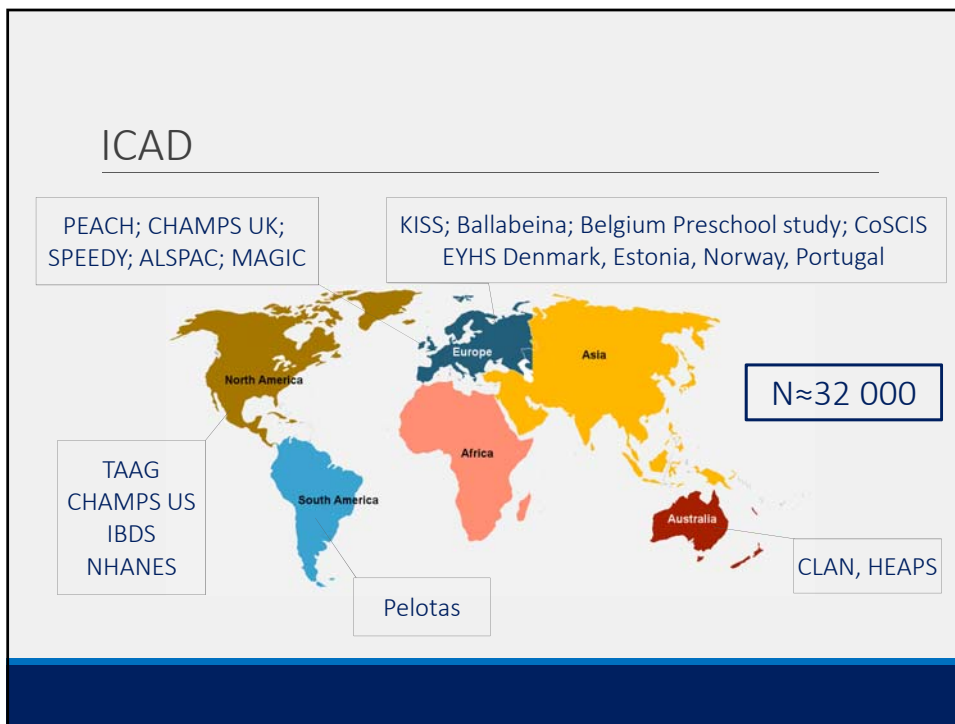 ICAD
PEACH; CHAMPS UK;
SPEEDY; ALSPAC; MAGIC
KISS; Ballabeina; Belgium Preschool study; CoSCIS
EYHS Denmark, Estonia, Norway, Portugal
North America
Europe
Asia
N≈32 000
Africa
South America
Australia
TAAG
CHAMPS US
IBDS
NHANES
Pelotas
CLAN, HEAPS